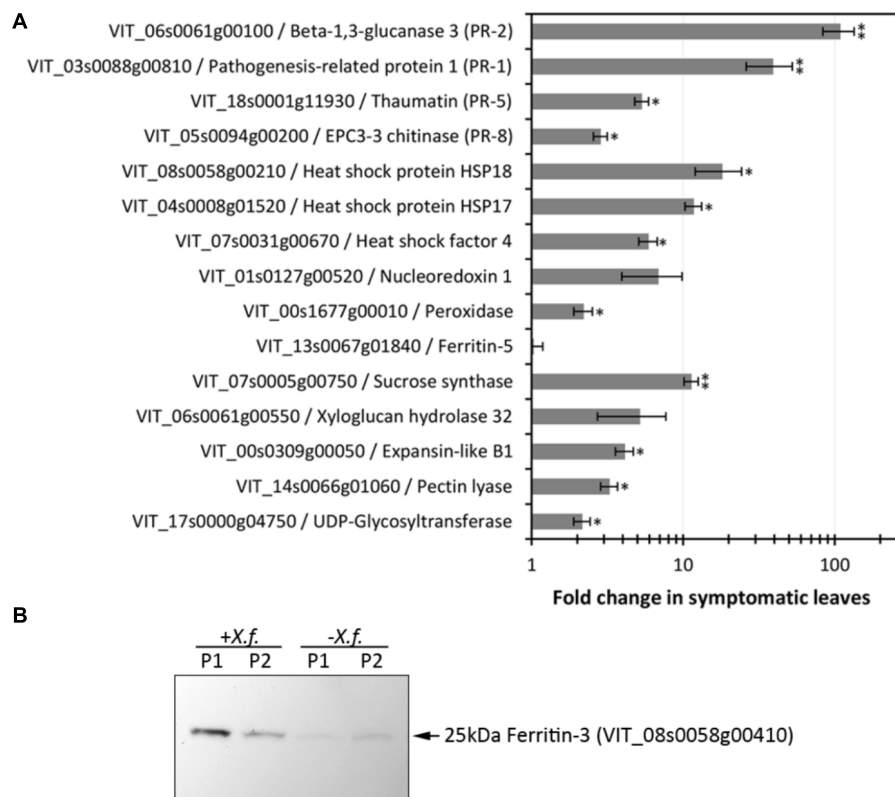 A
VIT_06s0061g00100 / Beta-1,3-glucanase 3 (PR-2)
VIT_03s0088g00810 / Pathogenesis-related protein 1 (PR-1)
VIT_18s0001g11930 / Thaumatin (PR-5)
VIT_05s0094g00200 / EPC3-3 chitinase (PR-8)
VIT_08s0058g00210 / Heat shock protein HSP18
VIT_04s0008g01520 / Heat shock protein HSP17
VIT_07s0031g00670 / Heat shock factor 4
VIT_01s0127g00520 / Nucleoredoxin 1
VIT_00s1677g00010 / Peroxidase
VIT_13s0067g01840 / Ferritin-5
VIT_07s0005g00750 / Sucrose synthase
VIT_06s0061g00550 / Xyloglucan hydrolase 32
VIT_00s0309g00050 / Expansin-like B1
VIT_14s0066g01060 / Pectin lyase
VIT_17s0000g04750 / UDP-Glycosyltransferase
**
**
*
*
*
*
*
*
**
*
*
*
1 10 100
Fold change in symptomatic leaves
B
+X.f. -X.f.
P1 P2 P1 P2
25kDa Ferritin-3 (VIT_08s0058g00410)